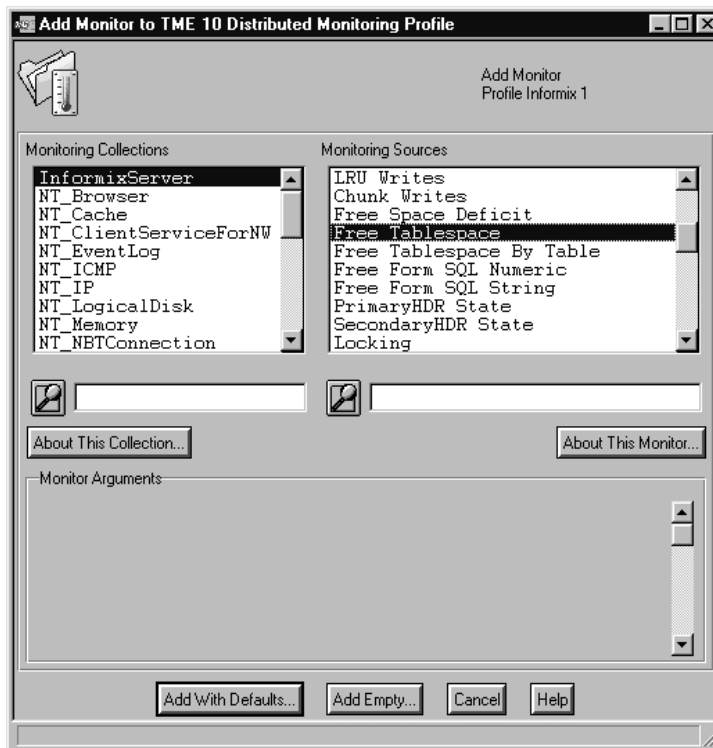 Add Monitor to TME 10 Distributed Monitoring Profile
Add Monitor
Profile Informix 1
Monitoring Collections
InformixServer
NT_Browser
NT_Cache
NT_ClientServiceForNW
NT_EventLog
NT_ICMP
NT_IP
NT_LogicalDisk
NT_Memory
NT_NBTConnection
Monitoring Sources
LRU Writes
Chunk Writes
Free Space Deficit
Free Tablespace
Free Tablespace By Table
Free Form SQL Numeric
Free Form SQL String
PrimaryHDR State
SecondaryHDR State
Locking
About This Collection...
About This Monitor...
Monitor Arguments
Add With Defaults...
Add Empty...
Cancel
Help